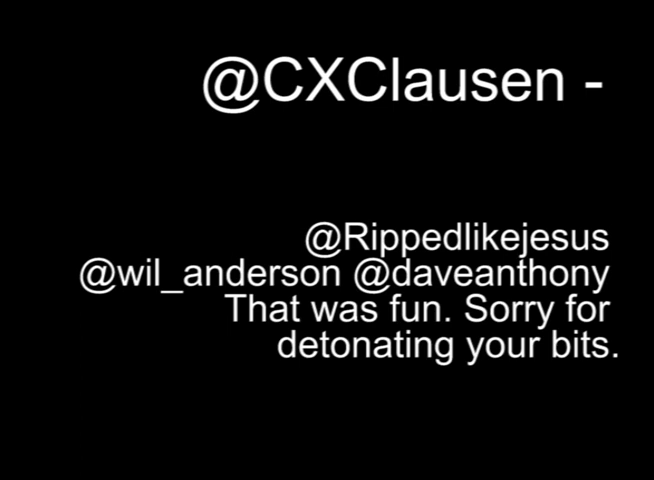 @CXClausen -
@Rippedlikejesus
@wil_anderson @daveanthony
That was fun. Sorry for
detonating your bits.